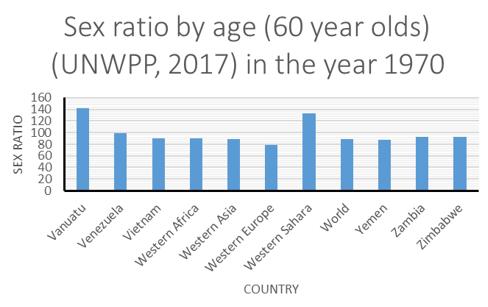 Sex ratio by age (60 year olds)
(UNWPP, 2017) in the year 1970
SEX RATIO
160
140
120
100
80
60
40
20
0
Vanuatu
Venezuela
Vietnam
Western Africa
Western Asia
Western Europe
Western Sahara
World
Yemen
Zambia
Zimbabwe
COUNTRY